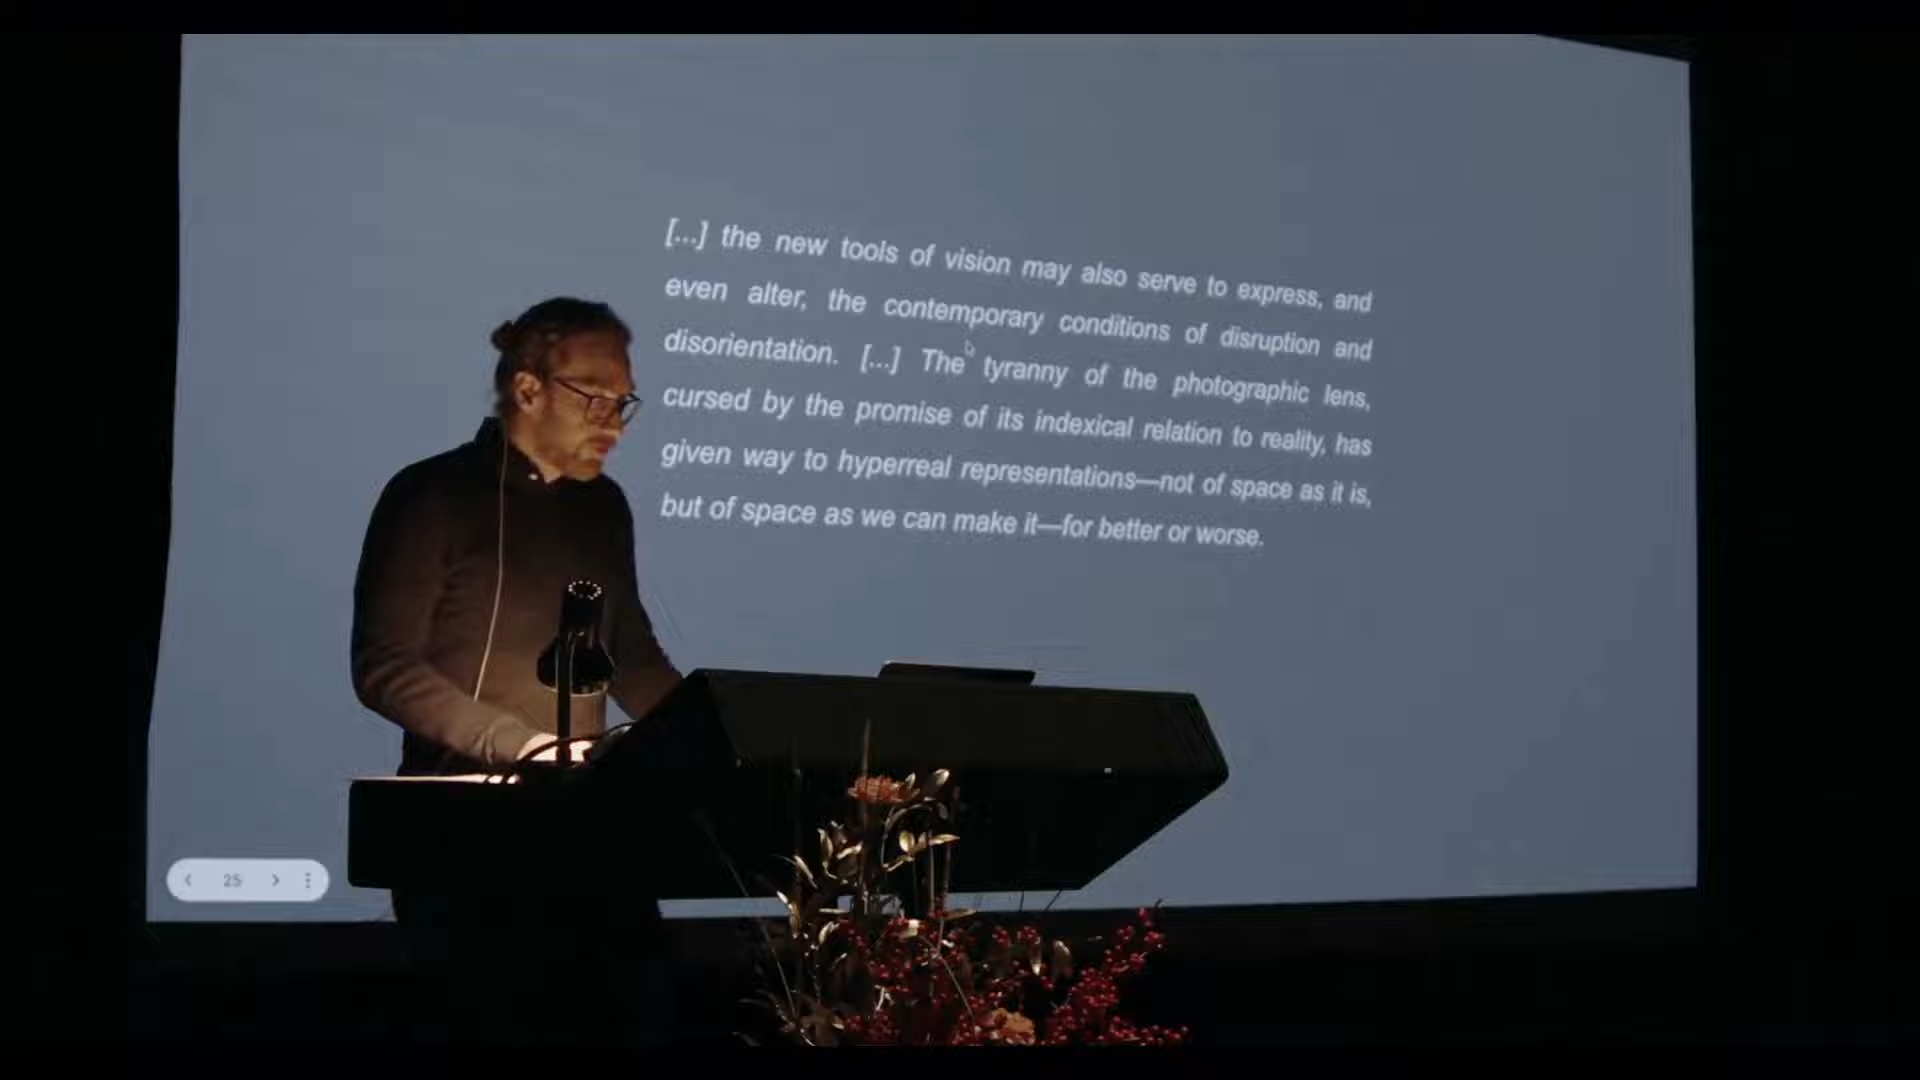 [...] the new tools of vision may also serve to express, and
even alter, the contemporary conditions of disruption and
disorientation. [...] The tyranny of the photographic lens,
cursed by the promise of its indexical relation to reality, has
given way to hyperreal representations—not of space as it is,
but of space as we can make it—for better or worse.
25